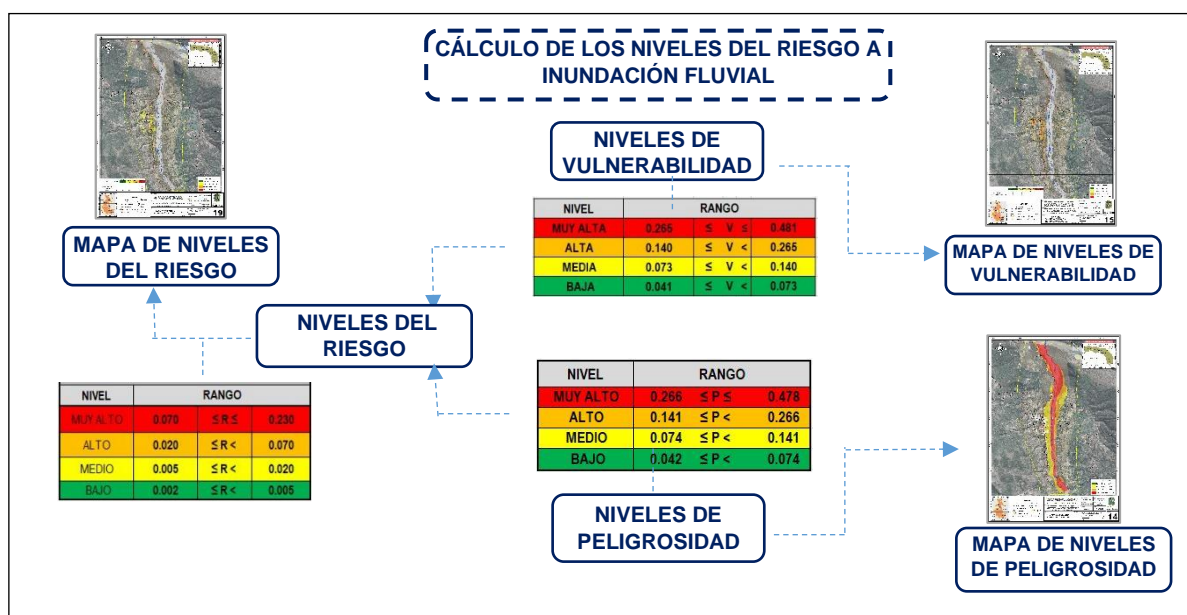 CÁLCULO DE LOS NIVELES DEL RIESGO A
INUNDACIÓN FLUVIAL
19
MAPA DE NIVELES
DEL RIESGO
NIVELES DE
VULNERABILIDAD
15
MAPA DE NIVELES DE
VULNERABILIDAD
NIVEL RANGO
MUY ALTA 0.265 ≤ V ≤ 0.481
ALTA 0.140 ≤ V < 0.265
MEDIA 0.073 ≤ V < 0.140
BAJA 0.041 ≤ V < 0.073
NIVELES DEL
RIESGO
NIVEL RANGO
MUY ALTO 0.070 ≤ R ≤ 0.230
ALTO 0.020 ≤ R < 0.070
MEDIO 0.005 ≤ R < 0.020
BAJO 0.002 ≤ R < 0.005
NIVEL RANGO
MUY ALTO 0.266 ≤ P ≤ 0.478
ALTO 0.141 ≤ P < 0.266
MEDIO 0.074 ≤ P < 0.141
BAJO 0.042 ≤ P < 0.074
NIVELES DE
PELIGROSIDAD
14
MAPA DE NIVELES
DE PELIGROSIDAD